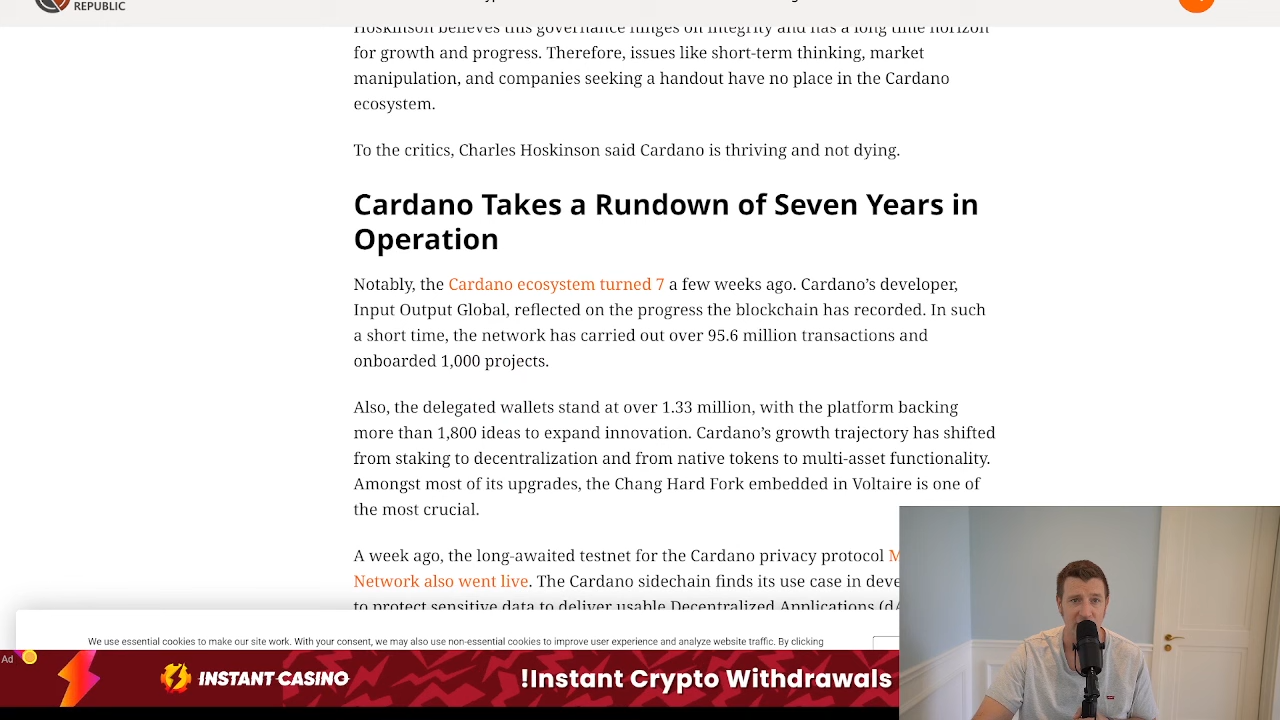 REPUBLIC
Hoskinson believes this governance hinges on integrity and has a long time horizon
for growth and progress. Therefore, issues like short-term thinking, market
manipulation, and companies seeking a handout have no place in the Cardano
ecosystem.
To the critics, Charles Hoskinson said Cardano is thriving and not dying.
Cardano Takes a Rundown of Seven Years in
Operation
Notably, the Cardano ecosystem turned 7 a few weeks ago. Cardano’s developer,
Input Output Global, reflected on the progress the blockchain has recorded. In such
a short time, the network has carried out over 95.6 million transactions and
onboarded 1,000 projects.
Also, the delegated wallets stand at over 1.33 million, with the platform backing
more than 1,800 ideas to expand innovation. Cardano’s growth trajectory has shifted
from staking to decentralization and from native tokens to multi-asset functionality.
Amongst most of its upgrades, the Chang Hard Fork embedded in Voltaire is one of
the most crucial.
A week ago, the long-awaited testnet for the Cardano privacy protocol
Network also went live. The Cardano sidechain finds its use case in
to protect sensitive data to deliver usable Decentralized Applications
We use essential cookies to make our site work. With your consent, we may also use non-essential cookies to improve user experience and analyze website traffic. By clicking
Ad
INSTANT CASINO
!Instant Crypto Withdrawals